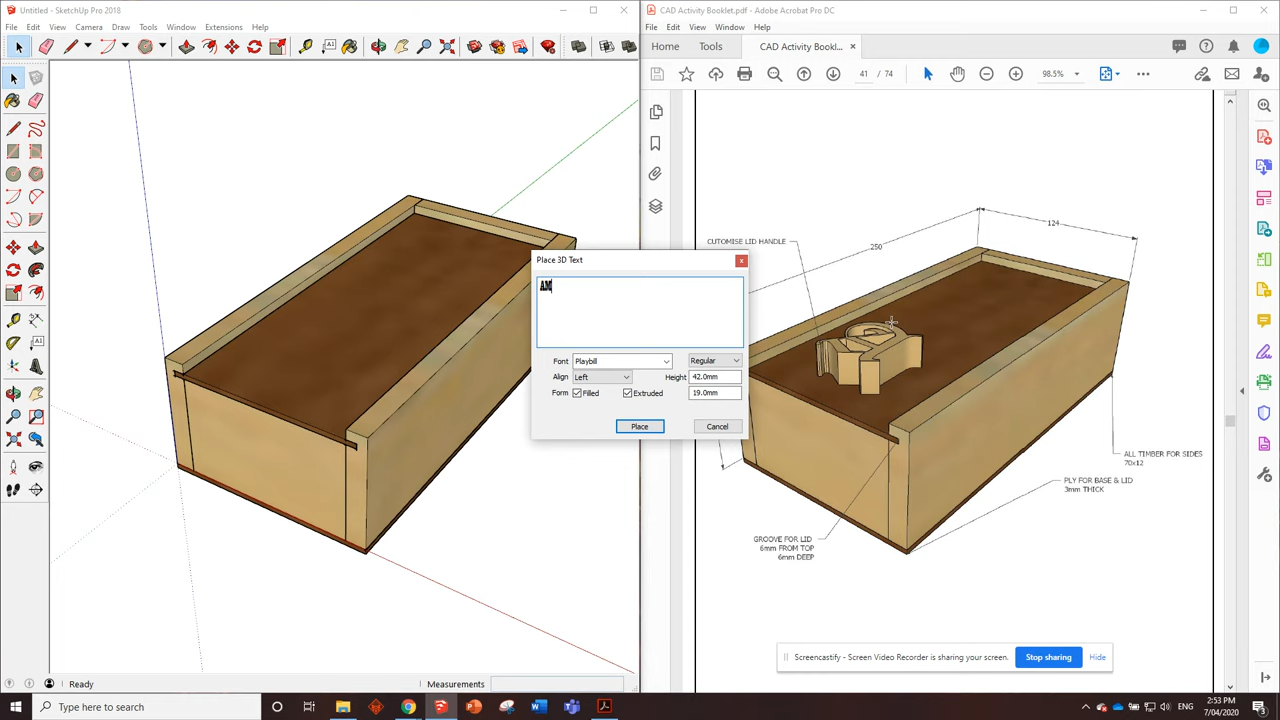 Untitled - SketchUp Pro 2018
File Edit View Camera Draw Tools Window Extensions Help
Place 3D Text
AM
Font Playbill Regular
Align Left Height 42.0mm
Form Filled Extruded 19.0mm
Place Cancel
Ready
Measurements
CAD Activity Booklet.pdf - Adobe Acrobat Pro DC
File Edit View Window Help
Home Tools CAD Activity Bookl... ×
41 / 74 98.5%
CUTOMISE LID HANDLE
250
124
ALL TIMBER FOR SIDES
70x12
PLY FOR BASE & LID
3mm THICK
GROOVE FOR LID
6mm FROM TOP
6mm DEEP
Screencastify - Screen Video Recorder is sharing your screen. Stop sharing Hide
Type here to search
ENG
2:53 PM
7/04/2020